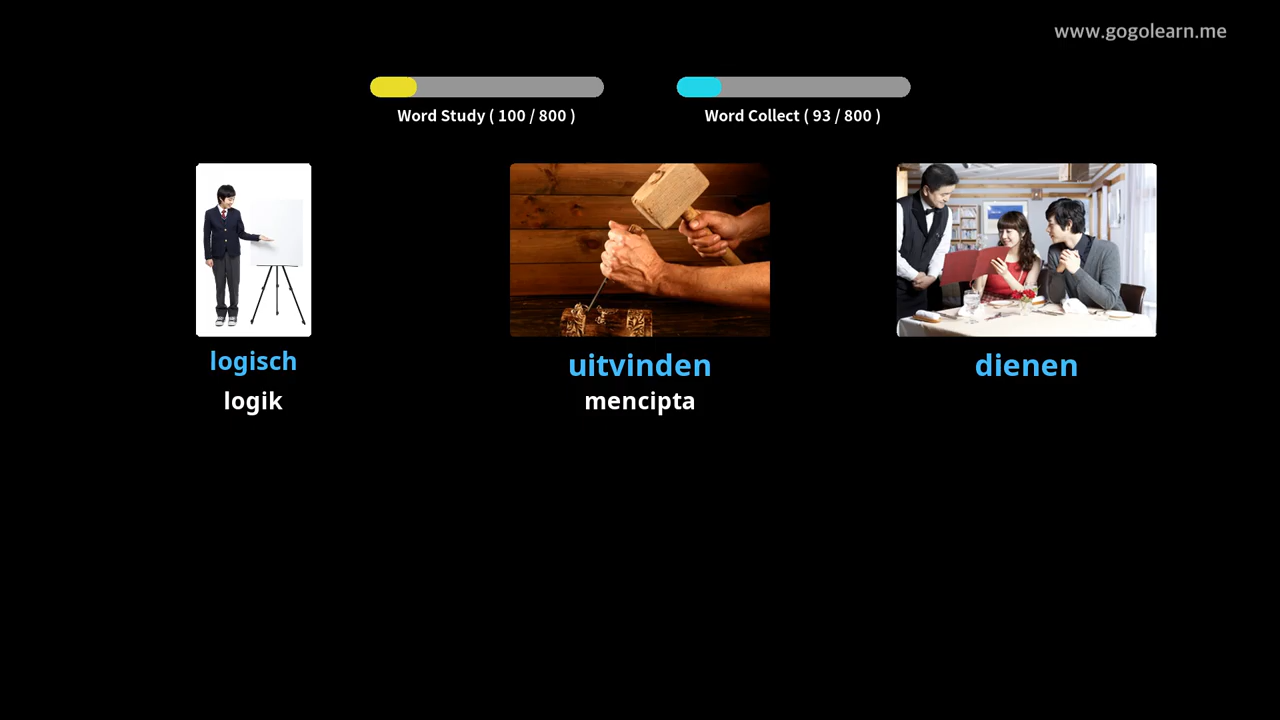 www.gogolearn.me
Word Study ( 100 / 800 )
Word Collect ( 93 / 800 )
logisch
logik
uitvinden
mencipta
dienen